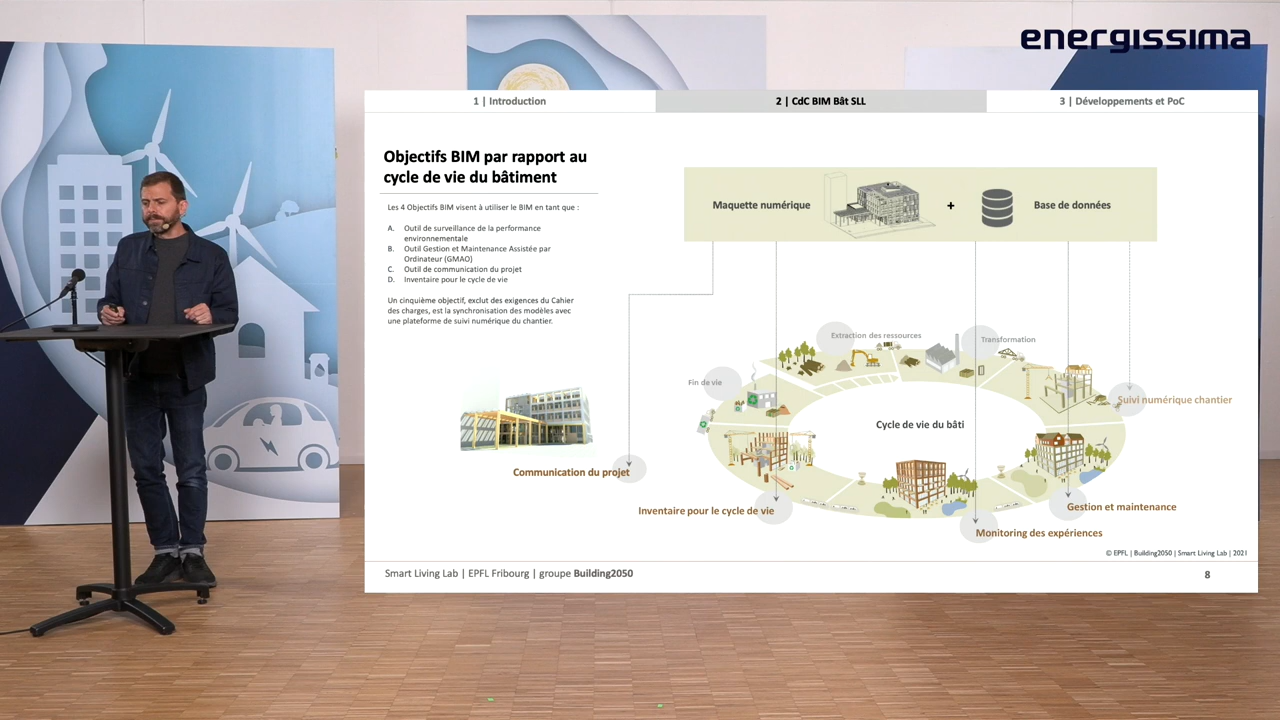 energissima
1 | Introduction
2 | CdC BIM Bât SLL
3 | Développements et PoC
Objectifs BIM par rapport au
cycle de vie du bâtiment
Les 4 Objectifs BIM visent à utiliser le BIM en tant que :
A. Outil de surveillance de la performance
environnementale
B. Outil Gestion et Maintenance Assistée par
Ordinateur (GMAO)
C. Outil de communication du projet
D. Inventaire pour le cycle de vie
Un cinquième objectif, exclut des exigences du Cahier
des charges, est la synchronisation des modèles avec
une plateforme de suivi numérique du chantier.
Maquette numérique
+
Base de données
Extraction des ressources
Transformation
Fin de vie
Suivi numérique chantier
Cycle de vie du bâti
Communication du projet
Inventaire pour le cycle de vie
Gestion et maintenance
Monitoring des expériences
© EPFL | Building2050 | Smart Living Lab | 2021
Smart Living Lab | EPFL Fribourg | groupe Building2050
8